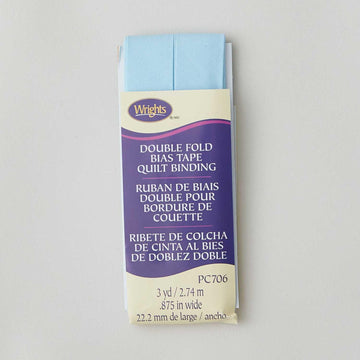 Wrights
DOUBLE FOLD
BIAS TAPE
QUILT BINDING
RUBAN DE BIAIS
DOUBLE POUR
BORDURE DE
COUETTE
RIBETE DE COLCHA
DE CINTA AL BIES
DE DOBLEZ DOBLE
PC706
3 yd / 2.74 m
.875 in wide
22.2 mm de large / ancho